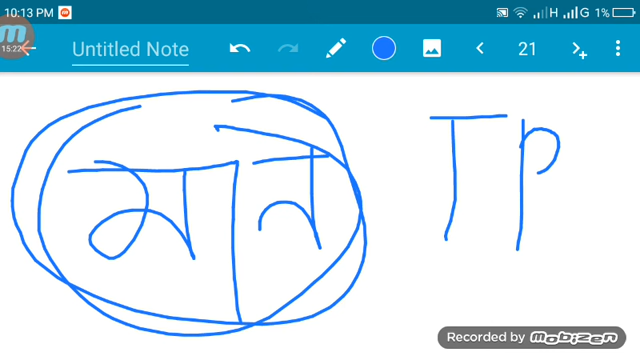 মান TP
10:13 PM H G 1%
15:22 Untitled Note 21
Recorded by mobizen